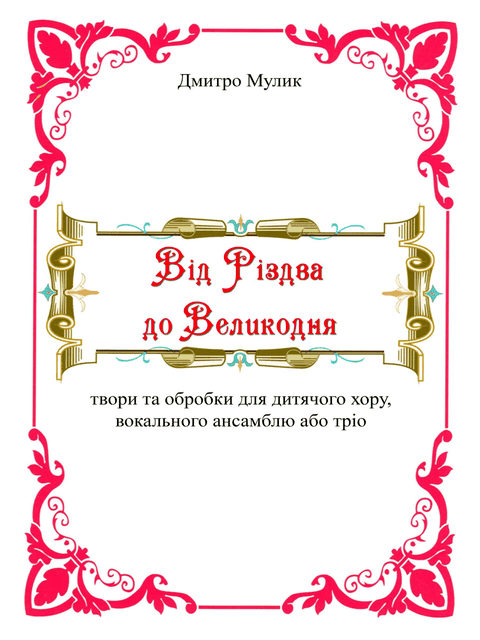 Дмитро Мулик
Від Різдва
до Великодня
твори та обробки для дитячого хору,
вокального ансамблю або тріо